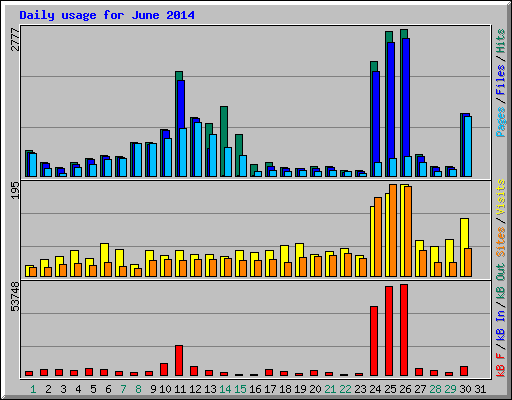 Daily usage for June 2014
2777
Pages / Files / Hits
195
Sites / Visits
53748
kB F / kB In / kB Out
1 2 3 4 5 6 7 8 9 10 11 12 13 14 15 16 17 18 19 20 21 22 23 24 25 26 27 28 29 30 31